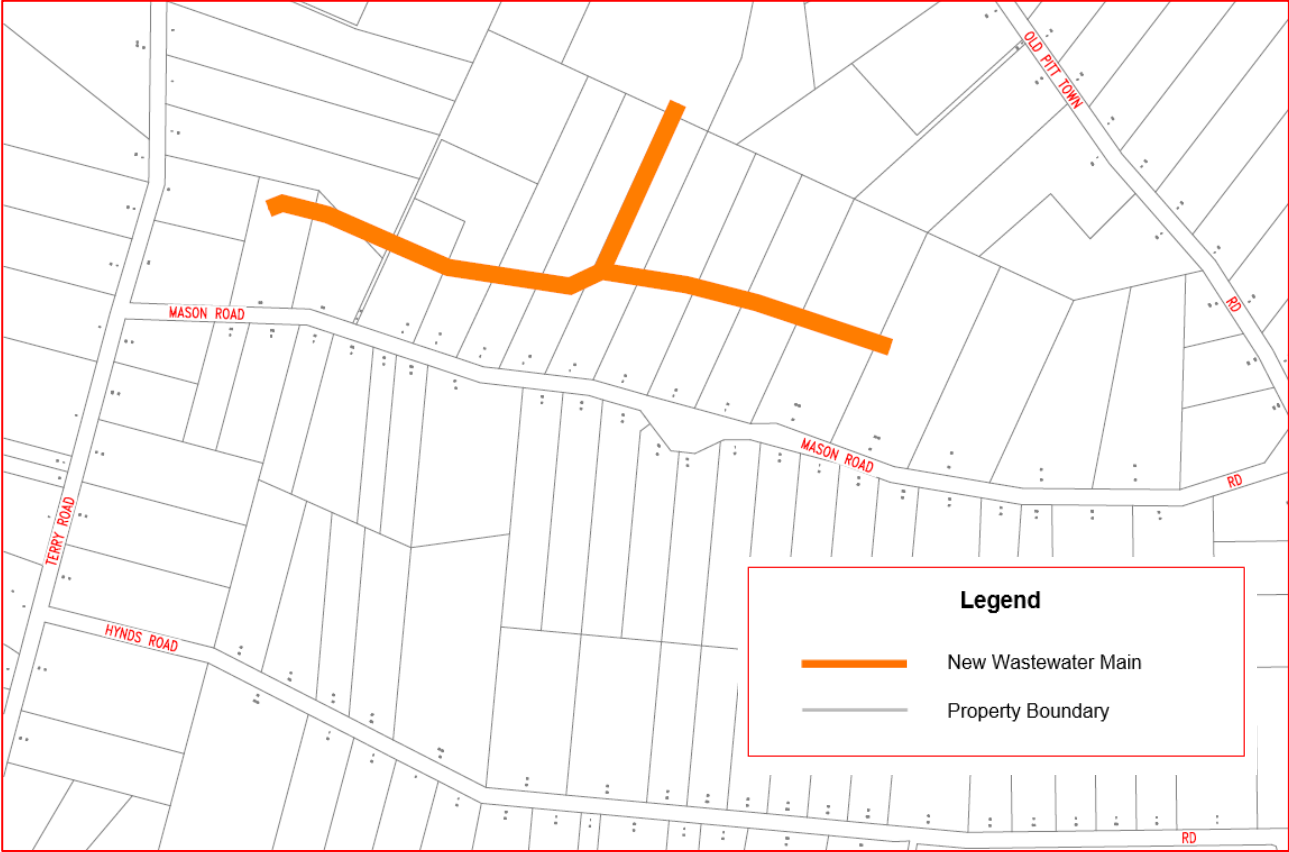 OLD PITT TOWN
RD
MASON ROAD
MASON ROAD
RD
TERRY ROAD
HYNDS ROAD
RD
Legend
New Wastewater Main
Property Boundary